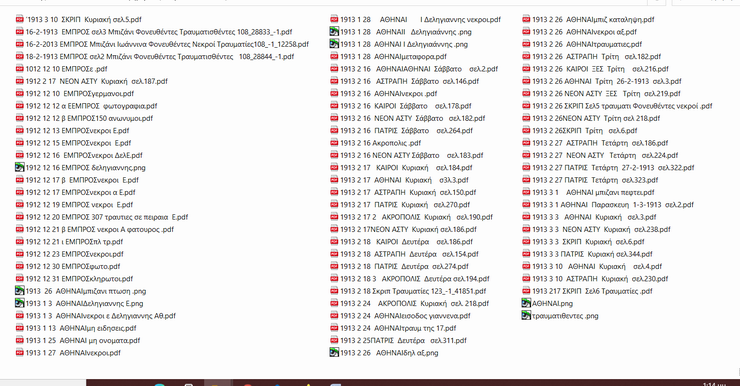 '1913 3 10 ΣΚΡΙΠ Κυριακή σελ.5.pdf
16-2-1913 ΕΜΠΡΟΣ σελ3 Μπιζάνι Φονευθέντες Τραυματισθέντες 108_28833_-1.pdf
16-2-2013 ΕΜΠΡΟΣ Μπιζάνι Ιωάννινα Φονευθέντες Νεκροί Τραυματίες108_-1_12258.pdf
18-2-1913 ΕΜΠΡΟΣ σελ2 Μπιζάνι Φονευθέντες Τραυματισθέντες 108_28844_-1.pdf
1012 12 10 ΕΜΠΡΟΣε .pdf
1912 2 17 ΝΕΟΝ ΑΣΤΥ Κυριακή σελ.187.pdf
1912 12 10 ΕΜΠΡΟΣγερμανοι.pdf
1912 12 12 α ΕΕΜΠΡΟΣ φωτογραφια.pdf
1912 12 12 β ΕΜΠΡΟΣ150 ανωνυμοι.pdf
1912 12 13 ΕΜΠΡΟΣνεκροι Ε.pdf
1912 12 15 ΕΜΠΡΟΣνεκροι Ε.pdf
1912 12 16 ΕΜΠΡΟΣνεκροι ΔελΕ.pdf
1912 12 16 ΕΜΠΡΟΣ δεληγιαννης.png
1912 12 17 β ΕΜΠΡΟΣνεκροι Ε.pdf
1912 12 17 ΕΜΠΡΟΣνεκροι α Ε.pdf
1912 12 19 ΕΜΠΡΟΣ νεκροι Ε.pdf
1912 12 20 ΕΜΠΡΟΣ 307 τραυτιες σε πειραια Ε.pdf
1912 12 21 β ΕΜΠΡΟΣ νεκροι Α φατουρος .pdf
1912 12 21 ι ΕΜΠΡΟΣπλ τρ.pdf
1912 12 23 ΕΜΠΡΟΣνεκροι.pdf
1912 12 30 ΕΜΠΡΟΣφωτο.pdf
1912 12 31 ΕΜΠΡΟΣκληρωτοι.pdf
1913 26 ΑΘΗΝΑΙμπιζανι πτωση .png
1913 1 3 ΑΘΗΝΑΙΔεληγιαννης Ε.png
1913 1 3 ΑΘΗΝΑΙνεκροι ε Δεληγιαννης Αθ.pdf
1913 1 13 ΑΘΗΝΑΙμη ειδησεις.pdf
1913 1 25 ΑΘΗΝΑΙ μη ονοματα.pdf
1913 1 27 ΑΘΗΝΑΙνεκροι.pdf
1913 1 28 ΑΘΗΝΑΙ Ι Δεληγιαννης νεκροι.pdf
1913 1 28 ΑΘΗΝΑΙΙ Δεληγιάννης .png
1913 1 28 ΑΘΗΝΑΙ Ι Δεληγιαάννης .png
1913 1 28 ΑΘΗΝΑΙμεταφορα.pdf
1913 2 16 ΑΘΗΝΑΙΑΘΗΝΑΙ Σάββατο σελ.2.pdf
1913 2 16 ΑΣΤΡΑΠΗ Σάββατο σελ.146.pdf
1913 2 16 ΑΘΗΝΑΙνεκροι .pdf
1913 2 16 ΚΑΙΡΟΙ Σάββατο σελ.178.pdf
1913 2 16 ΝΕΟΝ ΑΣΤΥ Σάββατο σελ.182.pdf
1913 2 16 ΠΑΤΡΙΣ Σάββατο σελ.264.pdf
1913 2 16 Ακροπολις .pdf
1913 2 16 ΝΕΟΝ ΑΣΤΥ Σάββατο σελ.183.pdf
1913 2 17 ΚΑΙΡΟΙ Κυριακή σελ.184.pdf
1913 2 17 ΑΘΗΝΑΙ Κυριακή σ3λ.3.pdf
1913 2 17 ΑΣΤΡΑΠΗ Κυριακή σελ.150.pdf
1913 2 17 ΠΑΤΡΙΣ Κυριακή σελ.270.pdf
1913 2 17 2 ΑΚΡΟΠΟΛΙΣ Κυριακή σελ.190.pdf
1913 2 17ΝΕΟΝ ΑΣΤΥ Κυριακή σελ.186.pdf
1913 2 18 ΚΑΙΡΟΙ Δευτέρα σελ.186.pdf
1913 2 18 ΑΣΤΡΑΠΗ Δευτέρα σελ.154.pdf
1913 2 18 ΠΑΤΡΙΣ Δευτέρα σελ.274.pdf
1913 2 18 3 ΑΚΡΟΠΟΛΙΣ Δευτέρα σελ.194.pdf
1913 2 18 Σκριπ Τραυματίες 123_-1_41851.pdf
1913 2 24 ΑΚΡΟΠΟΛΙΣ Κυριακή σελ. 218.pdf
1913 2 24 ΑΘΗΝΑΙεισοδος γιαννενα.pdf
1913 2 24 ΑΘΗΝΑΙτραυμ της 17.pdf
1913 2 25ΠΑΤΡΙΣ Δευτέρα σελ.311.pdf
1913 2 26 ΑΘΗΝΑΙδηλ αξ.png
1913 2 26 ΑΘΗΝΑΙμπιζ καταληψη.pdf
1913 2 26 ΑΘΗΝΑΙνεκροι αξ.pdf
1913 2 26 ΑΘΗΝΑΙτραυματιες.pdf
1913 2 26 ΑΣΤΡΑΠΗ Τρίτη σελ.182.pdf
1913 2 26 ΚΑΙΡΟΙ ΞΕΣ Τρίτη σελ.216.pdf
1913 2 26 ΑΘΗΝΑΙ Τρίτη 26-2-1913 σελ.3.pdf
1913 2 26 ΝΕΟΝ ΑΣΤΥ ΞΕΣ Τρίτη σελ.219.pdf
1913 2 26 ΣΚΡΙΠ Σελ5 τραυματι Φονευθέντες νεκροί .pdf
1913 2 26ΝΕΟΝ ΑΣΤΥ Τρίτη σελ 218.pdf
1913 2 26ΣΚΡΙΠ Τρίτη σελ.6.pdf
1913 2 27 ΑΣΤΡΑΠΗ Τετάρτη σελ.186.pdf
1913 2 27 ΝΕΟΝ ΑΣΤΥ Τετάρτη σελ.224.pdf
1913 2 27 ΠΑΤΡΙΣ Τετάρτη 27-2-1913 σελ.322.pdf
1913 2 27 ΠΑΤΡΙΣ Τετάρτη σελ.323.pdf
1913 3 1 ΑΘΗΝΑΙ μπιζανι πεφτει.pdf
1913 3 1 ΑΘΗΝΑΙ Παρασκευη 1-3-1913 σελ.2.pdf
1913 3 3 ΑΘΗΝΑΙ Κυριακή σελ.3.pdf
1913 3 3 ΝΕΟΝ ΑΣΤΥ Κυριακή σελ.238.pdf
1913 3 3 ΣΚΡΙΠ Κυριακή σελ.6.pdf
1913 3 3 ΠΑΤΡΙΣ Κυριακή σελ.344.pdf
1913 3 10 ΑΘΗΝΑΙ Κυριακή σελ.4.pdf
1913 3 10 ΑΣΤΡΑΠΗ Κυριακή σελ.230.pdf
1913 217 ΣΚΡΙΠ Σελ6 Τραυματίες .pdf
ΑΘΗΝΑΙ.png
τραυματιθεντες .png